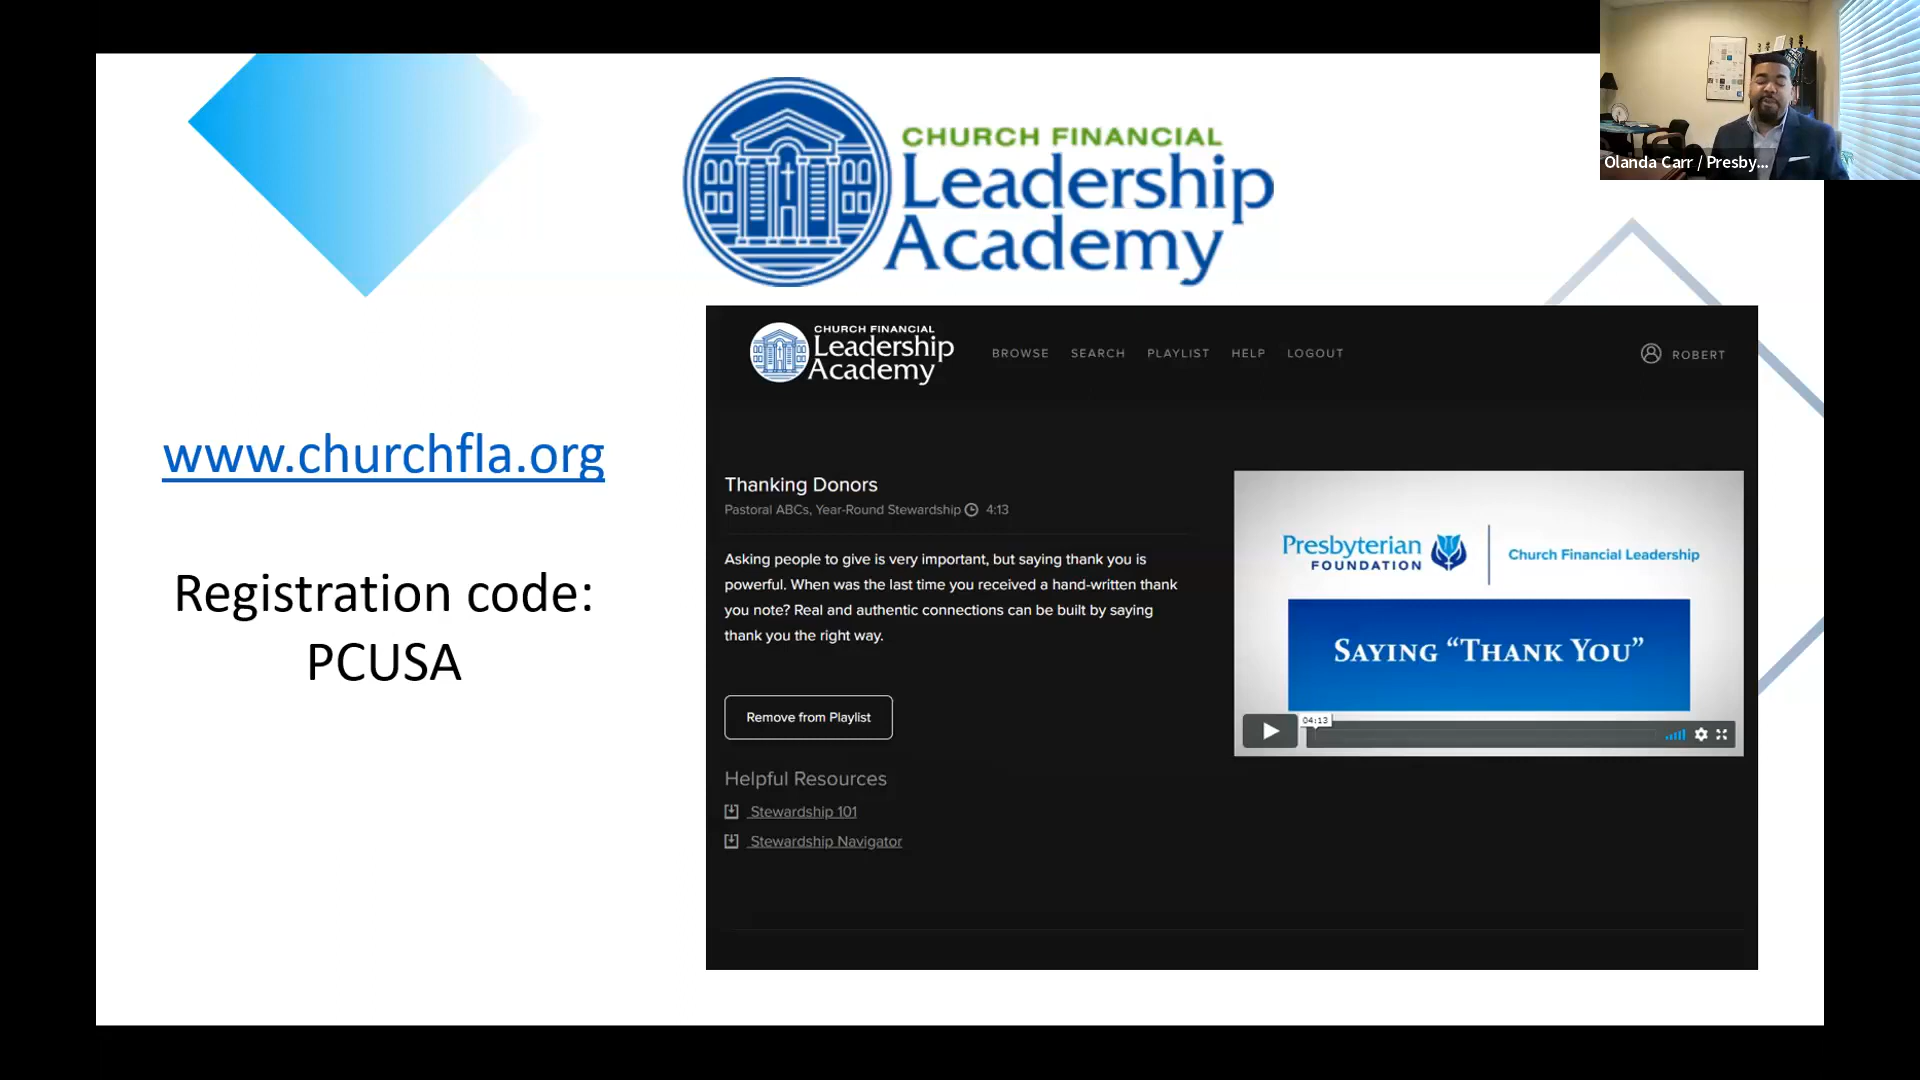 CHURCH FINANCIAL
Leadership
Academy
Olanda Carr / Presby...
www.churchfla.org
Registration code:
PCUSA
CHURCH FINANCIAL
Leadership
Academy
BROWSE SEARCH PLAYLIST HELP LOGOUT
ROBERT
Thanking Donors
Pastoral ABCs, Year-Round Stewardship 4:13
Asking people to give is very important, but saying thank you is
powerful. When was the last time you received a hand-written thank
you note? Real and authentic connections can be built by saying
thank you the right way.
Remove from Playlist
Helpful Resources
Stewardship 101
Stewardship Navigator
Presbyterian
FOUNDATION
Church Financial Leadership
SAYING “THANK YOU”
04:13